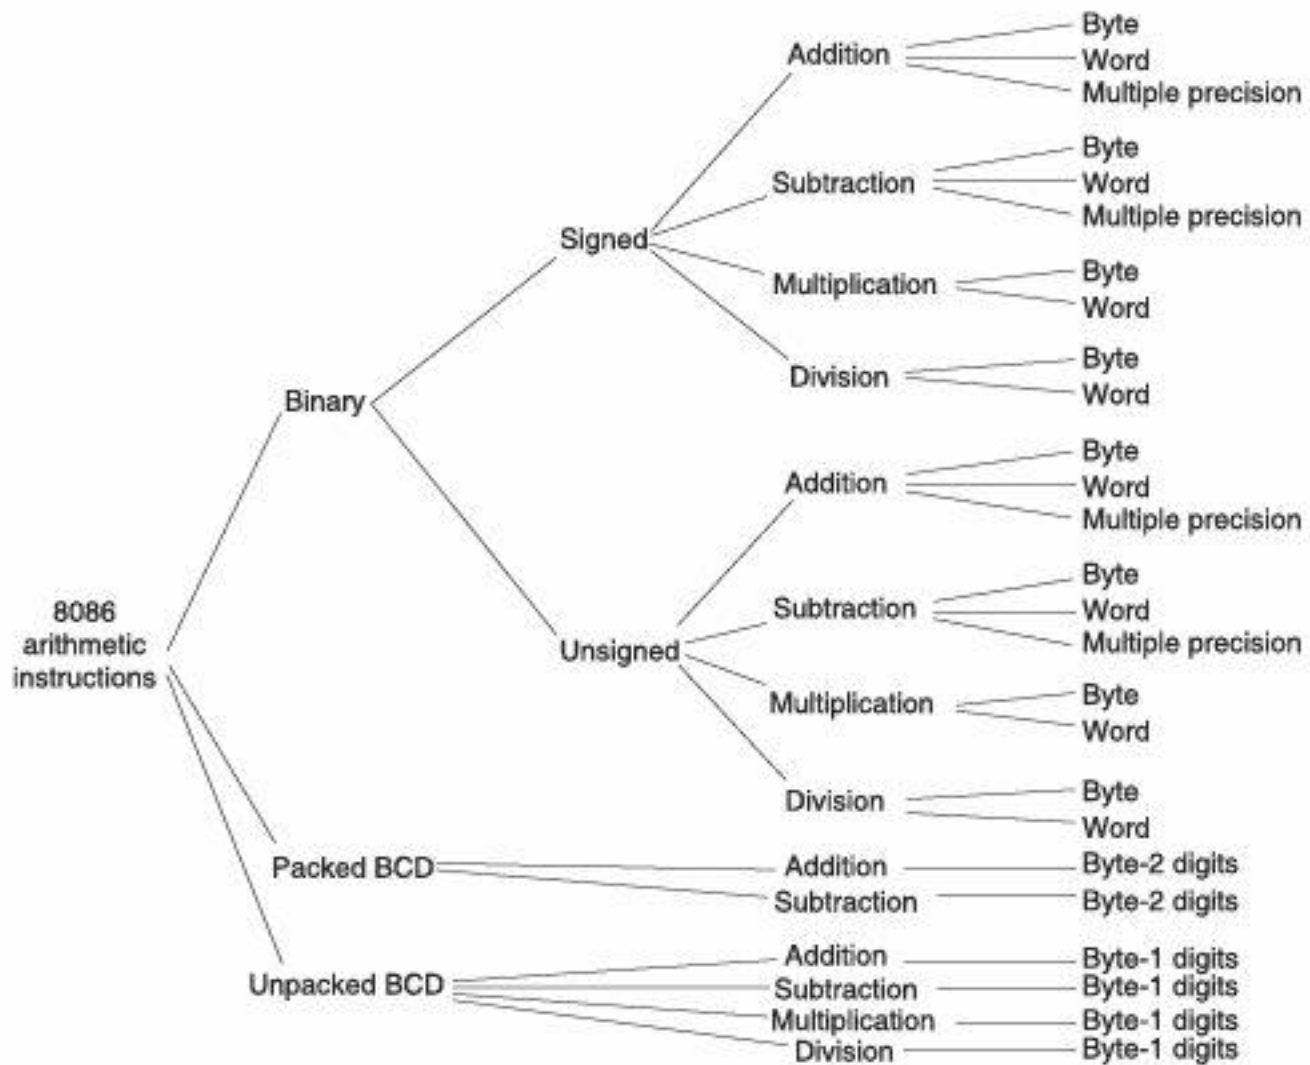 Byte
Addition
Word
Multiple precision
Byte
Subtraction
Word
Multiple precision
Signed
Byte
Multiplication
Word
Byte
Division
Word
Binary
Byte
Addition
Word
Multiple precision
Byte
8086
Subtraction
Word
arithmetic
Unsigned
Multiple precision
instructions
Byte
Multiplication
Word
Byte
Division
Word
Packed BCD
Addition
Byte-2 digits
Subtraction
Byte-2 digits
Addition
Byte-1 digits
Unpacked BCD
Subtraction
Byte-1 digits
Multiplication
Byte-1 digits
Division
Byte-1 digits